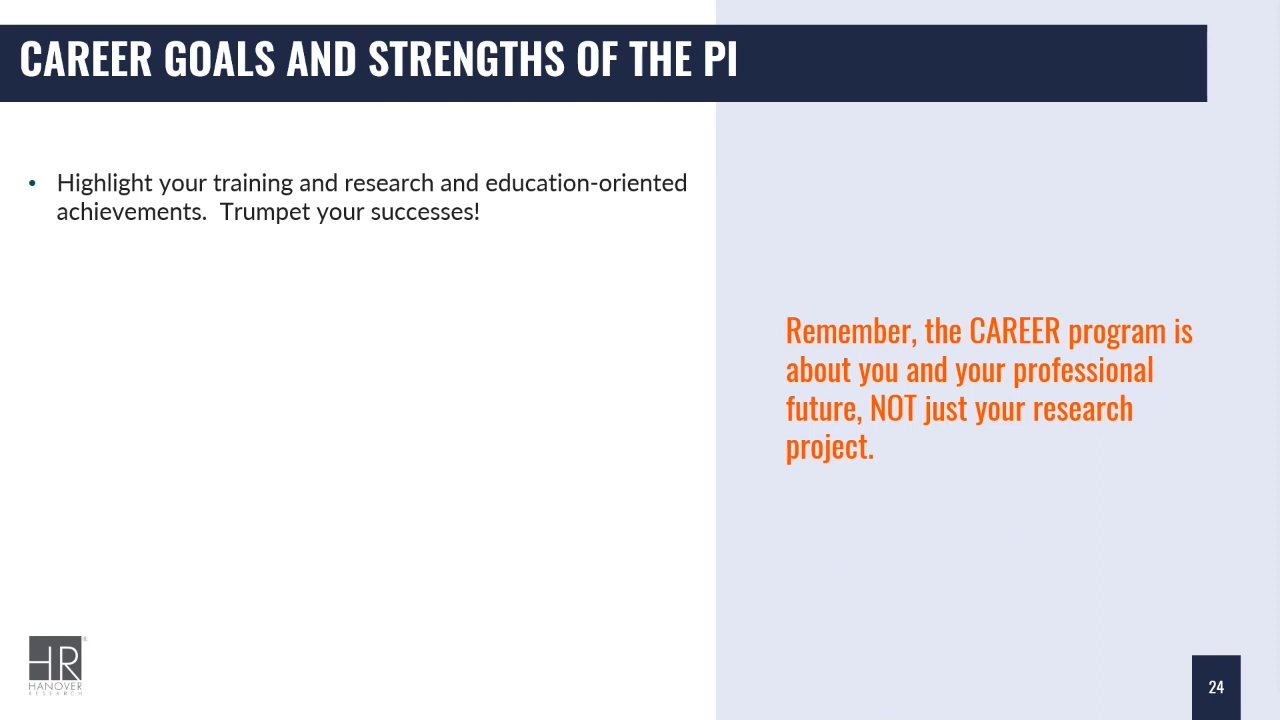 CAREER GOALS AND STRENGTHS OF THE PI
• Highlight your training and research and education-oriented
achievements.  Trumpet your successes!
Remember, the CAREER program is
about you and your professional
future, NOT just your research
project.
HR®
HANOVER
RESEARCH
24